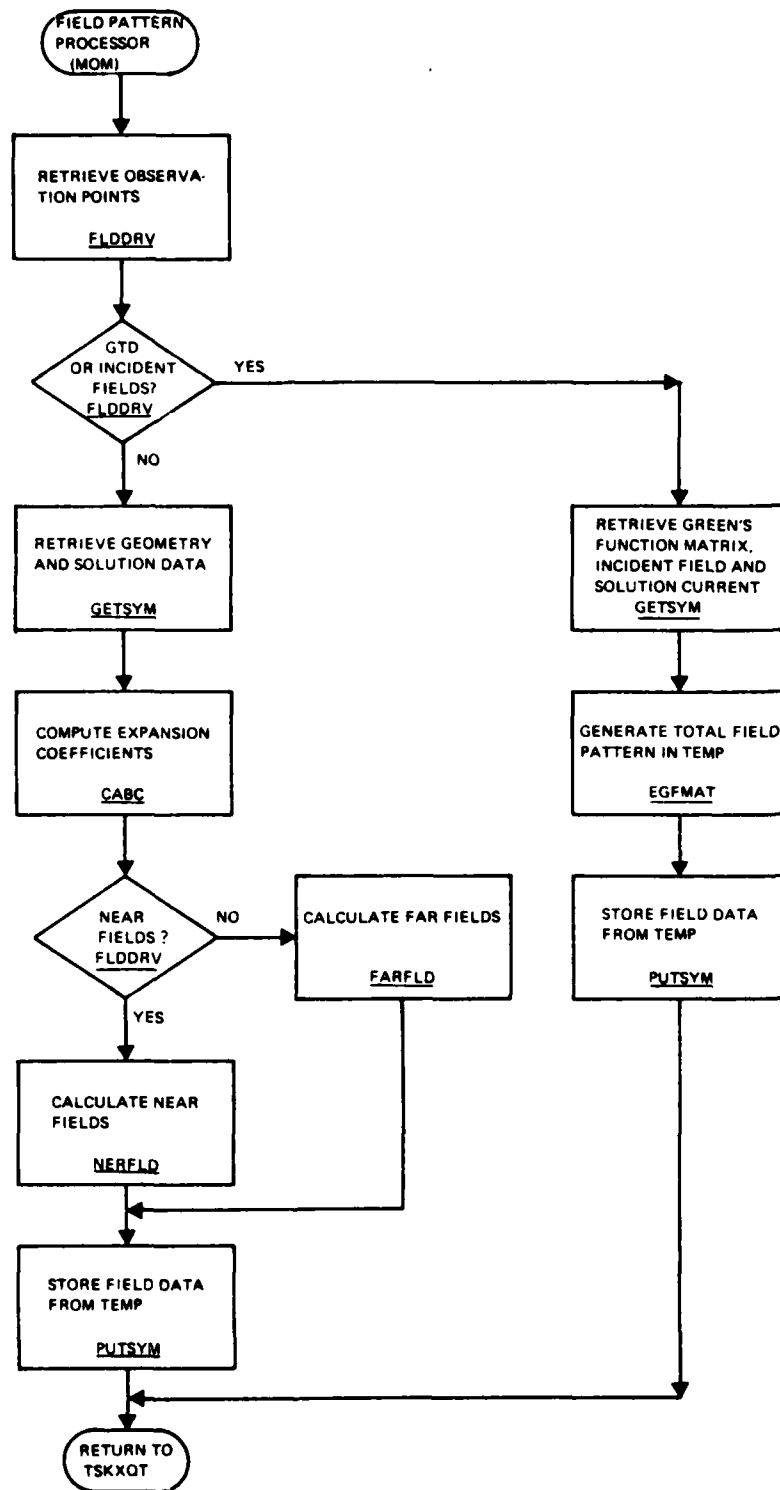 FIELD PATTERN
PROCESSOR
(MOM)
RETRIEVE OBSERVA-
TION POINTS
FLDDRV
GTD
OR INCIDENT
FIELDS?
FLDDRV
YES
NO
RETRIEVE GEOMETRY
AND SOLUTION DATA
GETSYM
RETRIEVE GREEN'S
FUNCTION MATRIX,
INCIDENT FIELD AND
SOLUTION CURRENT
GETSYM
COMPUTE EXPANSION
COEFFICIENTS
CABC
GENERATE TOTAL FIELD
PATTERN IN TEMP
EGFMAT
NEAR
FIELDS?
FLDDRV
NO
YES
CALCULATE FAR FIELDS
FARFLD
STORE FIELD DATA
FROM TEMP
PUTSYM
CALCULATE NEAR
FIELDS
NERFLD
STORE FIELD DATA
FROM TEMP
PUTSYM
RETURN TO
TSKXQT